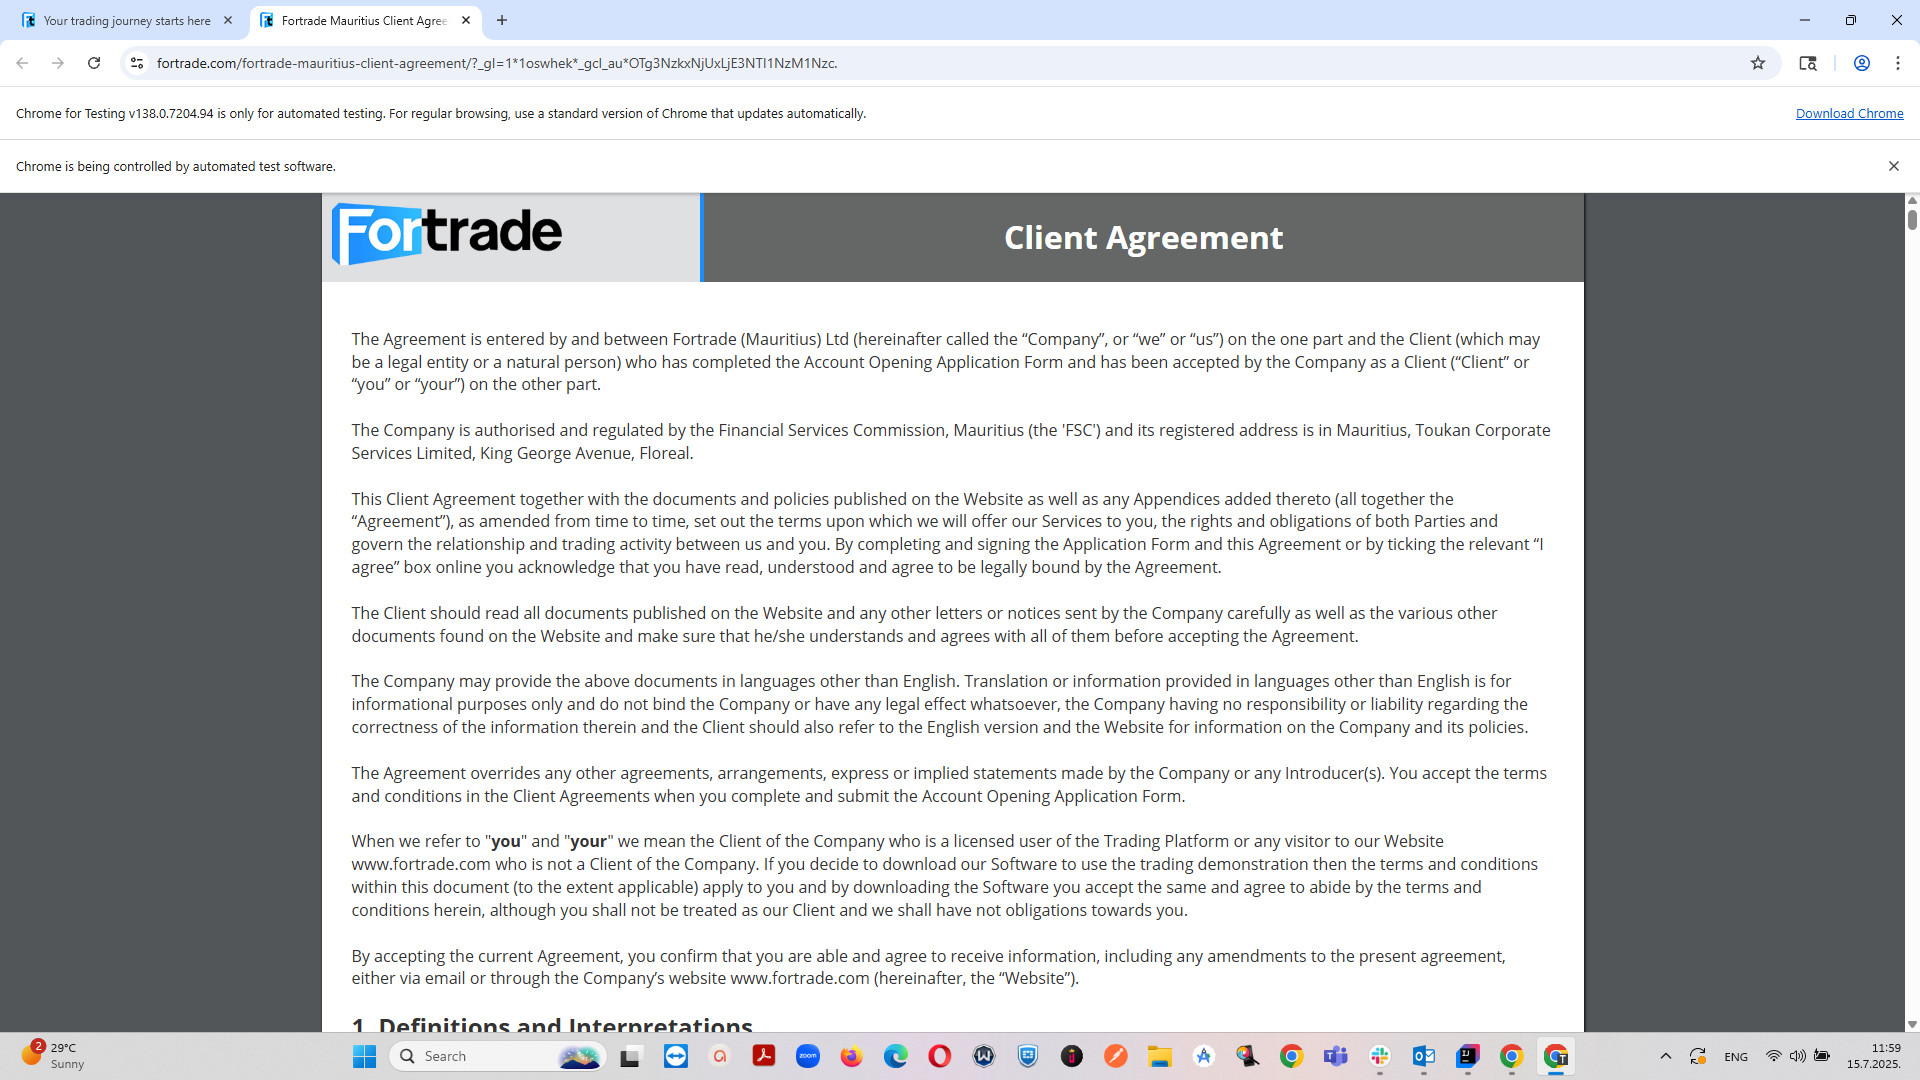 Your trading journey starts here
Fortrade Mauritius Client Agree
fortrade.com/fortrade-mauritius-client-agreement/?_gl=1*1oswhek*_gcl_au*OTg3NzkxNjUxLjE3NTI1NzM1Nzc.
Chrome for Testing v138.0.7204.94 is only for automated testing. For regular browsing, use a standard version of Chrome that updates automatically.
Download Chrome
Chrome is being controlled by automated test software.
Fortrade
Client Agreement
The Agreement is entered by and between Fortrade (Mauritius) Ltd (hereinafter called the “Company”, or “we” or “us”) on the one part and the Client (which may
be a legal entity or a natural person) who has completed the Account Opening Application Form and has been accepted by the Company as a Client (“Client” or
“you” or “your”) on the other part.
The Company is authorised and regulated by the Financial Services Commission, Mauritius (the 'FSC') and its registered address is in Mauritius, Toukan Corporate
Services Limited, King George Avenue, Floreal.
This Client Agreement together with the documents and policies published on the Website as well as any Appendices added thereto (all together the
“Agreement”), as amended from time to time, set out the terms upon which we will offer our Services to you, the rights and obligations of both Parties and
govern the relationship and trading activity between us and you. By completing and signing the Application Form and this Agreement or by ticking the relevant “I
agree” box online you acknowledge that you have read, understood and agree to be legally bound by the Agreement.
The Client should read all documents published on the Website and any other letters or notices sent by the Company carefully as well as the various other
documents found on the Website and make sure that he/she understands and agrees with all of them before accepting the Agreement.
The Company may provide the above documents in languages other than English. Translation or information provided in languages other than English is for
informational purposes only and do not bind the Company or have any legal effect whatsoever, the Company having no responsibility or liability regarding the
correctness of the information therein and the Client should also refer to the English version and the Website for information on the Company and its policies.
The Agreement overrides any other agreements, arrangements, express or implied statements made by the Company or any Introducer(s). You accept the terms
and conditions in the Client Agreements when you complete and submit the Account Opening Application Form.
When we refer to "you" and "your" we mean the Client of the Company who is a licensed user of the Trading Platform or any visitor to our Website
www.fortrade.com who is not a Client of the Company. If you decide to download our Software to use the trading demonstration then the terms and conditions
within this document (to the extent applicable) apply to you and by downloading the Software you accept the same and agree to abide by the terms and
conditions herein, although you shall not be treated as our Client and we shall have not obligations towards you.
By accepting the current Agreement, you confirm that you are able and agree to receive information, including any amendments to the present agreement,
either via email or through the Company’s website www.fortrade.com (hereinafter, the “Website”).
1. Definitions and Interpretations
2
29°C
Sunny
Search
zoom
ENG
11:59
15.7.2025.